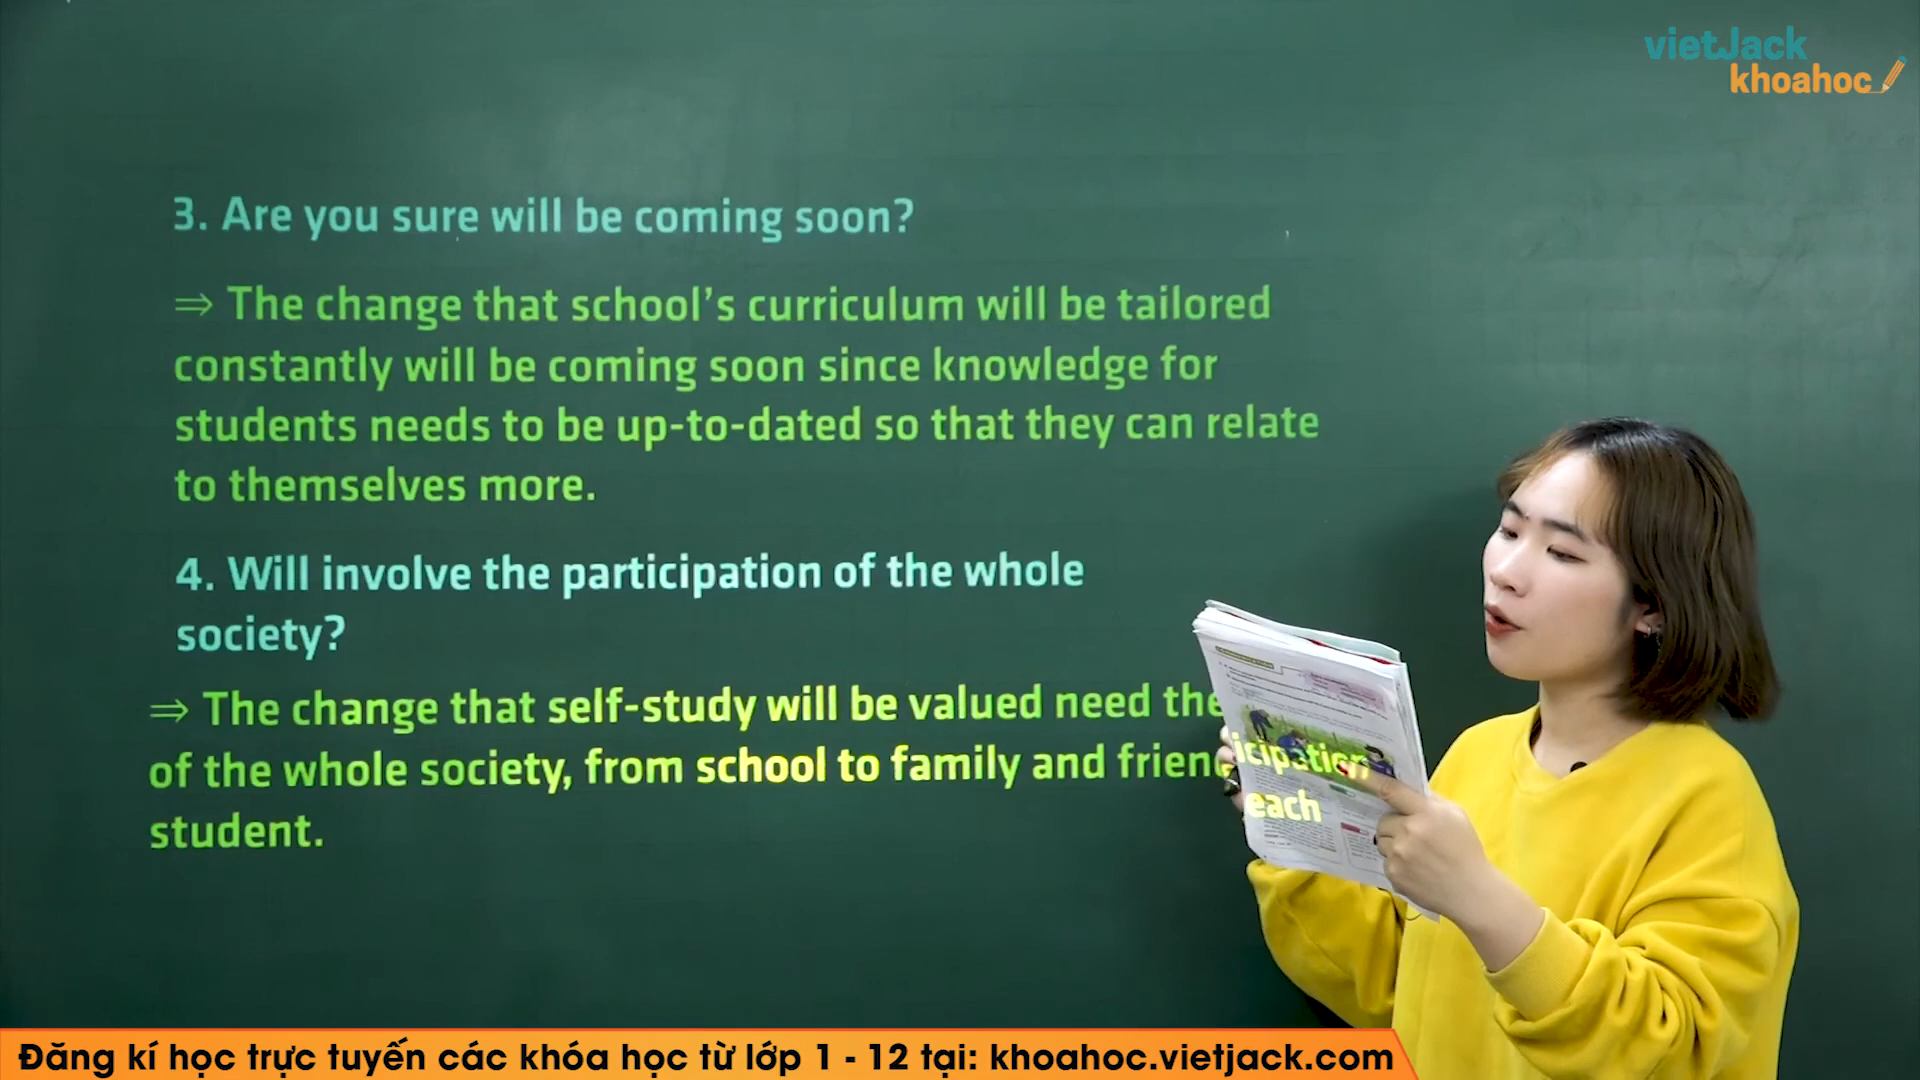 vietJack
khoahoc
3. Are you sure will be coming soon?
⇒ The change that school's curriculum will be tailored
constantly will be coming soon since knowledge for
students needs to be up-to-dated so that they can relate
to themselves more.
4. Will involve the participation of the whole
society?
⇒ The change that self-study will be valued need the
icipation
of the whole society, from school to family and frien
each
student.
Đăng kí học trực tuyến các khóa học từ lớp 1 - 12 tại: khoahoc.vietjack.com